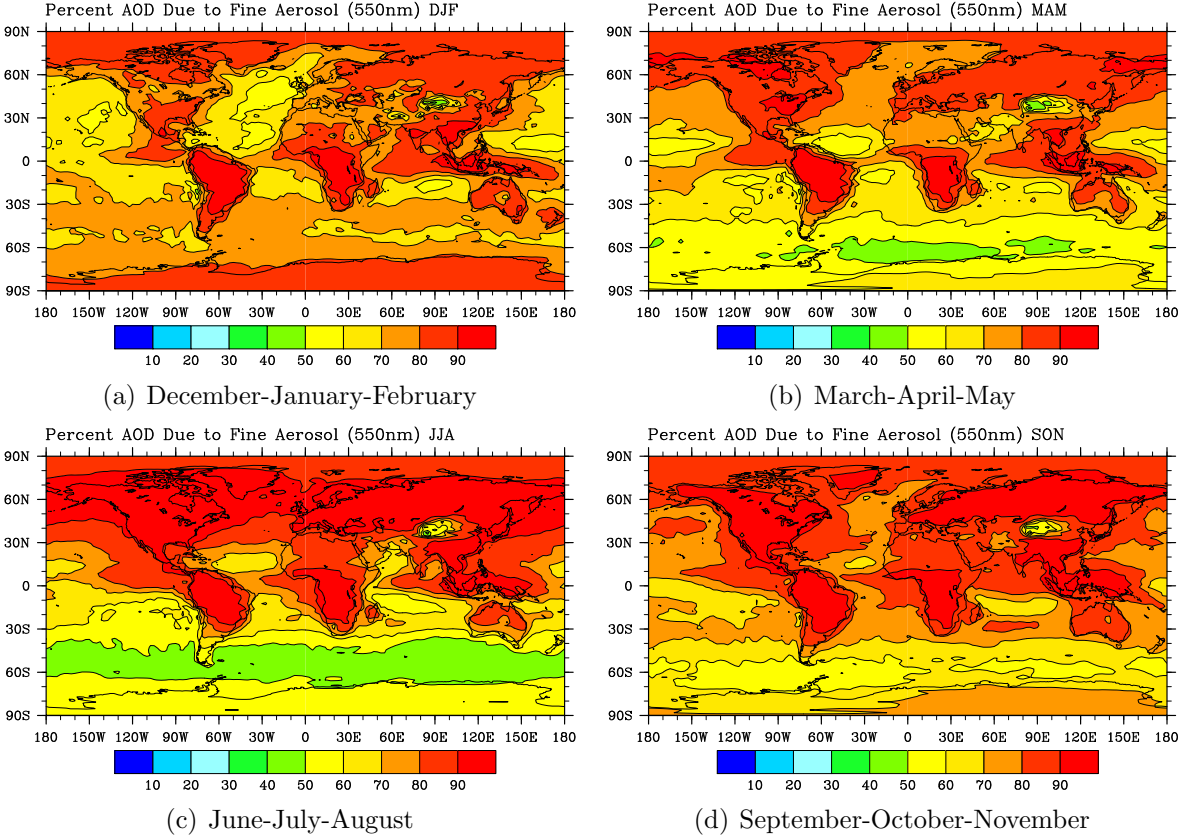 Percent AOD Due to Fine Aerosol (550nm) DJF
90N
60N
30N
0
30S
60S
90S
180 150W 120W 90W 60W 30W 0 30E 60E 90E 120E 150E 180
10 20 30 40 50 60 70 80 90
(a) December-January-February
Percent AOD Due to Fine Aerosol (550nm) MAM
90N
60N
30N
0
30S
60S
90S
180 150W 120W 90W 60W 30W 0 30E 60E 90E 120E 150E 180
10 20 30 40 50 60 70 80 90
(b) March-April-May
Percent AOD Due to Fine Aerosol (550nm) JJA
90N
60N
30N
0
30S
60S
90S
180 150W 120W 90W 60W 30W 0 30E 60E 90E 120E 150E 180
10 20 30 40 50 60 70 80 90
(c) June-July-August
Percent AOD Due to Fine Aerosol (550nm) SON
90N
60N
30N
0
30S
60S
90S
180 150W 120W 90W 60W 30W 0 30E 60E 90E 120E 150E 180
10 20 30 40 50 60 70 80 90
(d) September-October-November